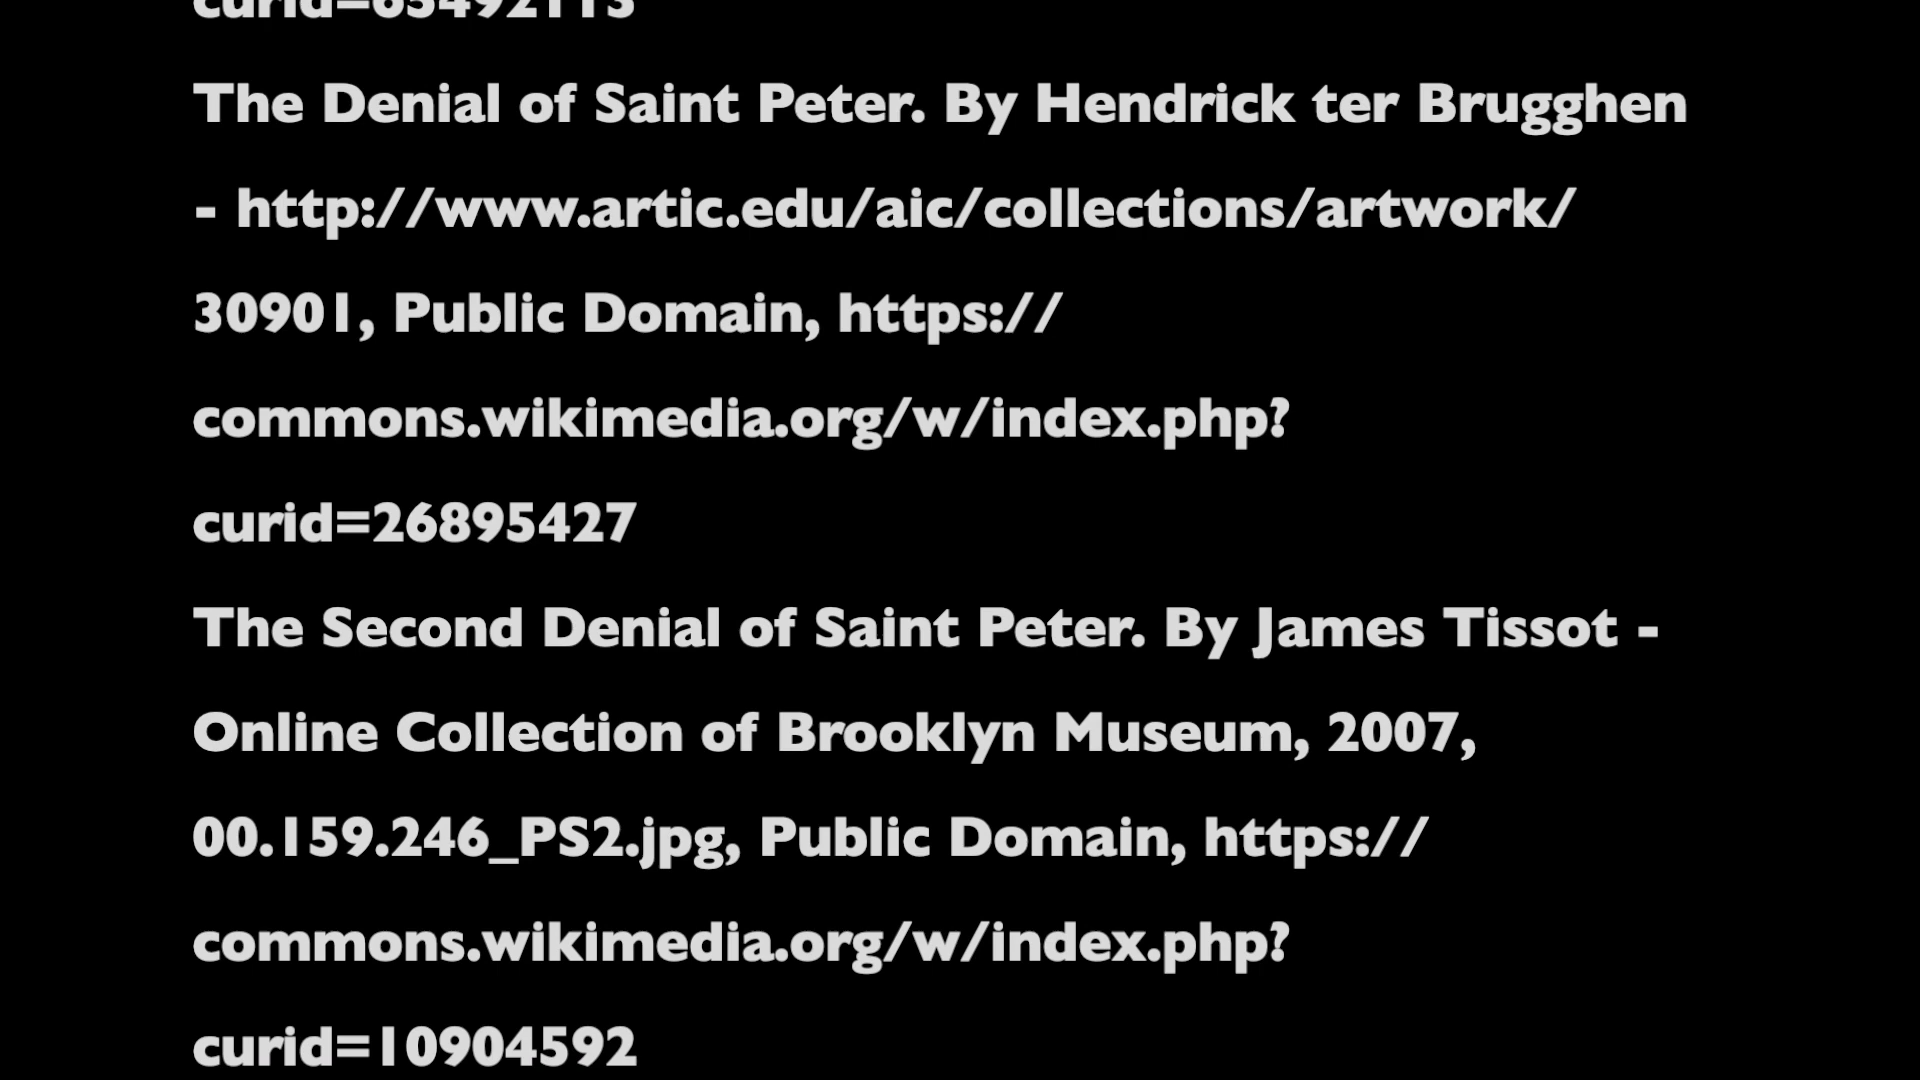 curid=65492113
The Denial of Saint Peter. By Hendrick ter Brugghen
- http://www.artic.edu/aic/collections/artwork/
30901, Public Domain, https://
commons.wikimedia.org/w/index.php?
curid=26895427
The Second Denial of Saint Peter. By James Tissot -
Online Collection of Brooklyn Museum, 2007,
00.159.246_PS2.jpg, Public Domain, https://
commons.wikimedia.org/w/index.php?
curid=10904592